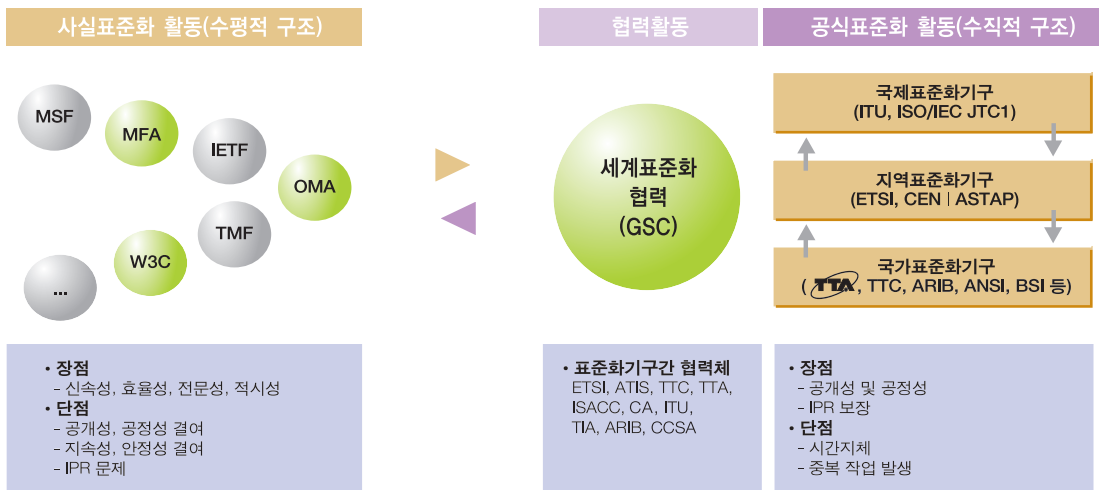 사실표준화 활동(수평적 구조)
MSF
MFA
IETF
OMA
TMF
W3C
...
• 장점
– 신속성, 효율성, 전문성, 적시성
• 단점
– 공개성, 공정성 결여
– 지속성, 안정성 결여
– IPR 문제
협력활동
세계표준화
협력
(GSC)
• 표준화기구간 협력체
ETSI, ATIS, TTC, TTA,
ISACC, CA, ITU,
TIA, ARIB, CCSA
공식표준화 활동(수직적 구조)
국제표준화기구
(ITU, ISO/IEC JTC1)
지역표준화기구
(ETSI, CEN | ASTAP)
국가표준화기구
( TTA, TTC, ARIB, ANSI, BSI 등)
• 장점
– 공개성 및 공정성
– IPR 보장
• 단점
– 시간지체
– 중복 작업 발생